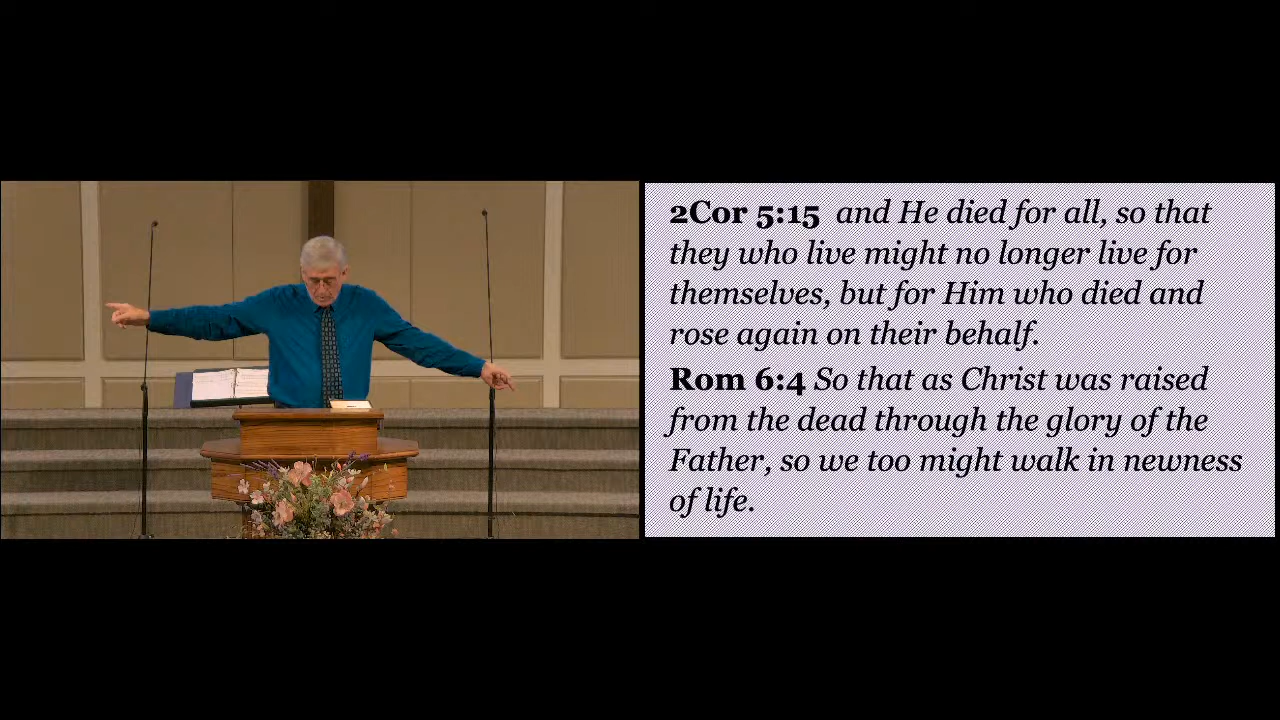 2Cor 5:15 and He died for all, so that
they who live might no longer live for
themselves, but for Him who died and
rose again on their behalf.
Rom 6:4 So that as Christ was raised
from the dead through the glory of the
Father, so we too might walk in newness
of life.